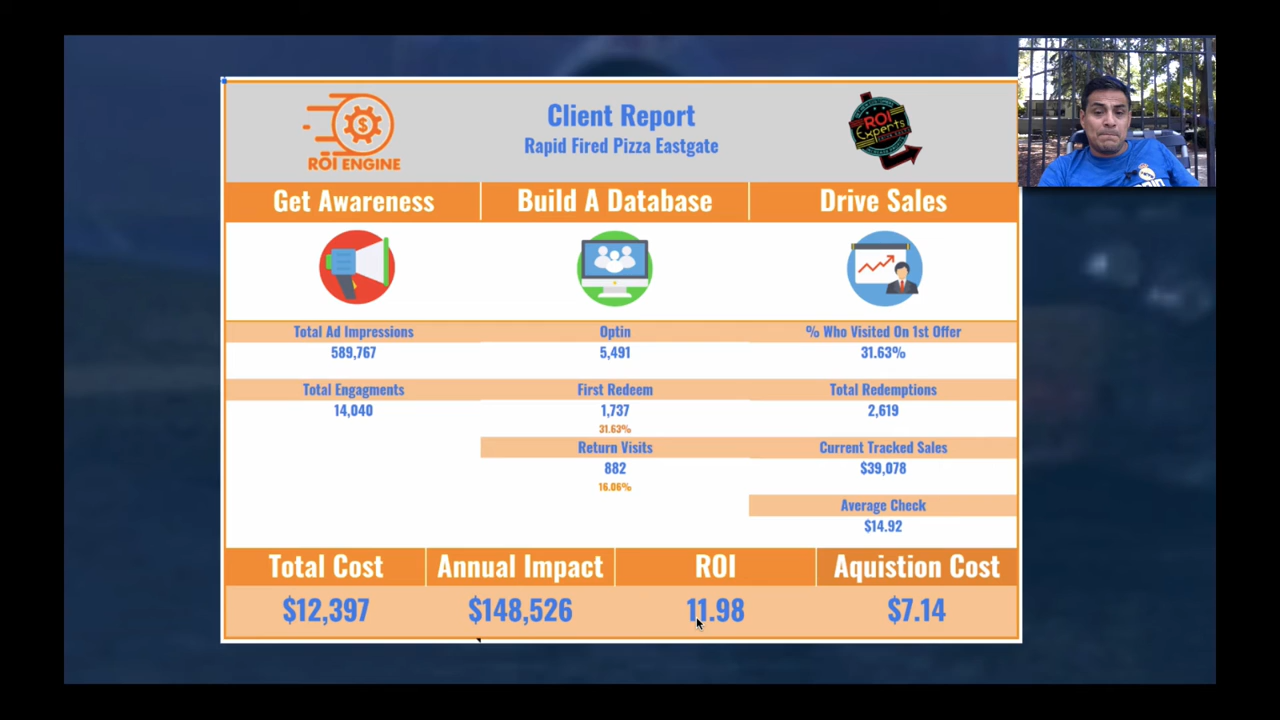 Client Report
Rapid Fired Pizza Eastgate
ROI ENGINE
ROI
Experts
Get Awareness
Build A Database
Drive Sales
Total Ad Impressions
Optin
% Who Visited On 1st Offer
589,767
5,491
31.63%
Total Engagments
First Redeem
Total Redemptions
14,040
1,737
2,619
31.63%
Return Visits
Current Tracked Sales
882
$39,078
16.06%
Average Check
$14.92
Total Cost
Annual Impact
ROI
Aquistion Cost
$12,397
$148,526
11.98
$7.14